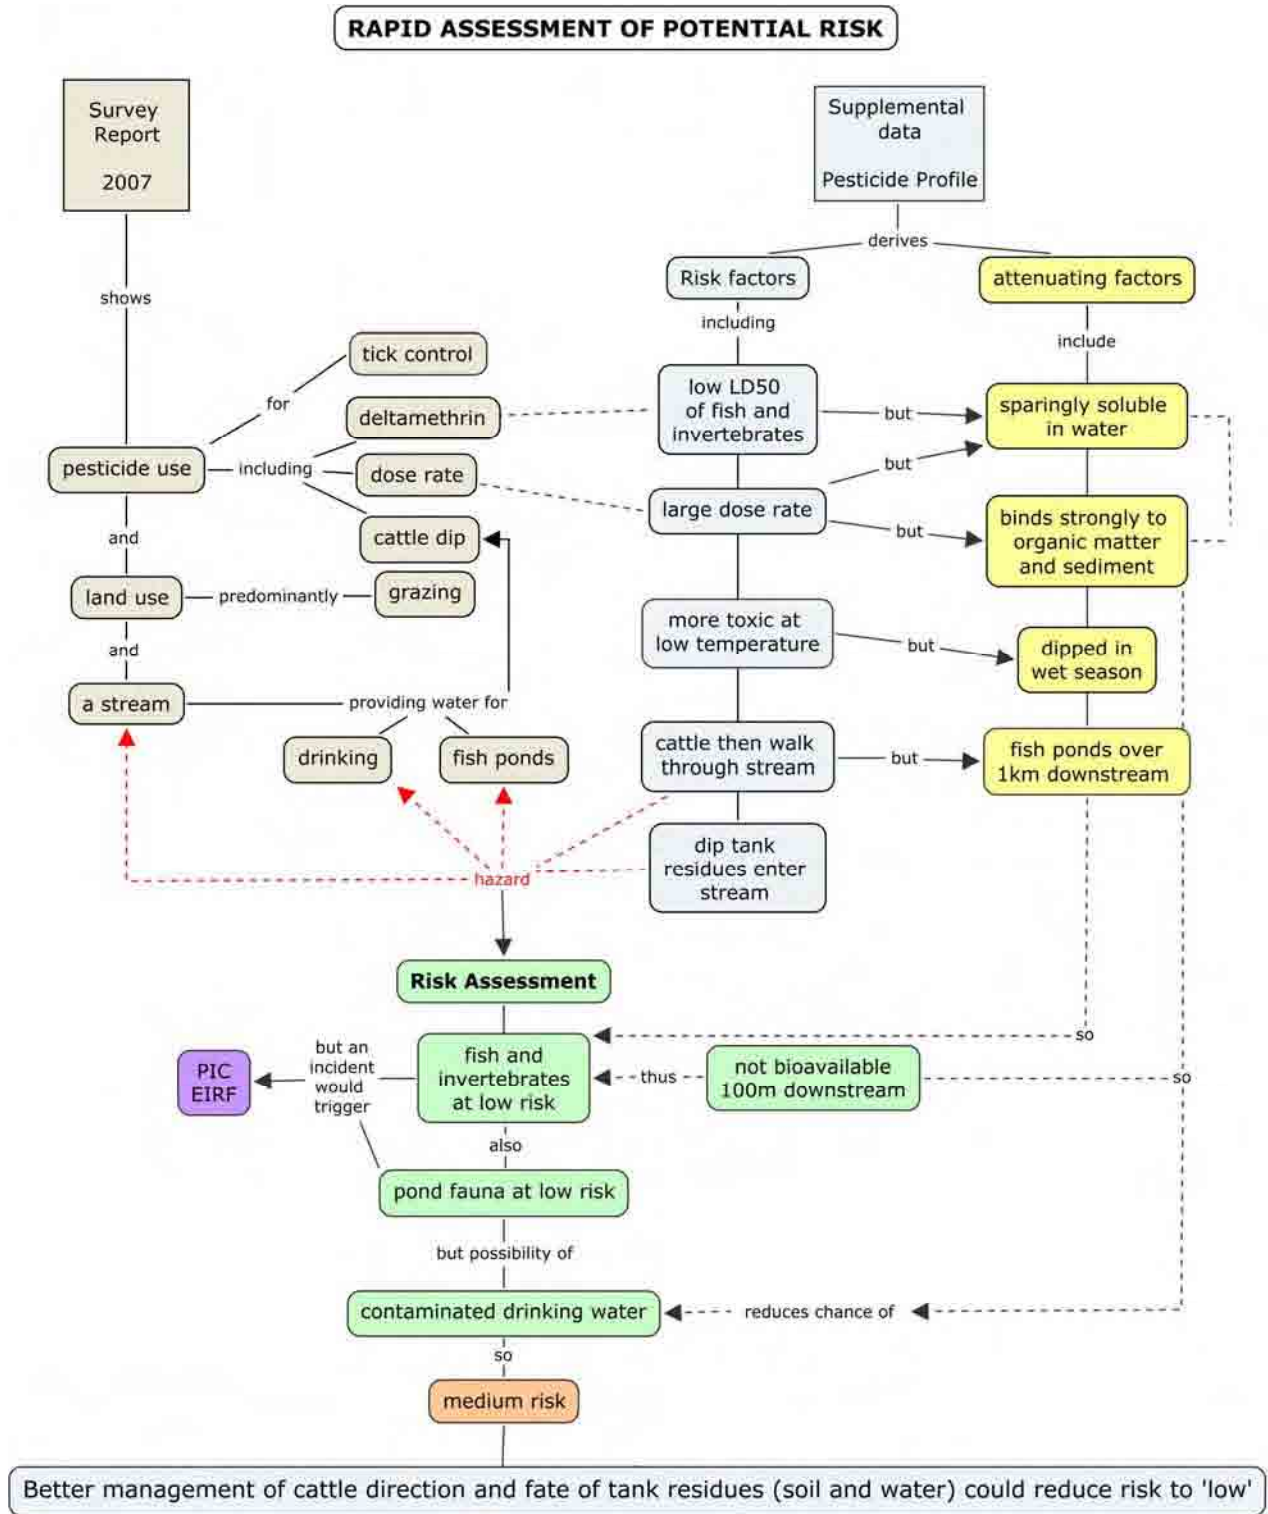 RAPID ASSESSMENT OF POTENTIAL RISK
Survey
Report
2007
shows
pesticide use
for
tick control
including
deltamethrin
dose rate
cattle dip
and
land use
predominantly
grazing
and
a stream
providing water for
drinking
fish ponds
Supplemental
data
Pesticide Profile
derives
Risk factors
including
low LD50
of fish and
invertebrates
but
large dose rate
but
but
more toxic at
low temperature
but
cattle then walk
through stream
but
dip tank
residues enter
stream
attenuating factors
include
sparingly soluble
in water
binds strongly to
organic matter
and sediment
dipped in
wet season
fish ponds over
1km downstream
hazard
Risk Assessment
fish and
invertebrates
at low risk
so
thus
not bioavailable
100m downstream
so
but an
incident
would
trigger
PIC
EIRF
also
pond fauna at low risk
but possibility of
contaminated drinking water
reduces chance of
so
medium risk
Better management of cattle direction and fate of tank residues (soil and water) could reduce risk to 'low'